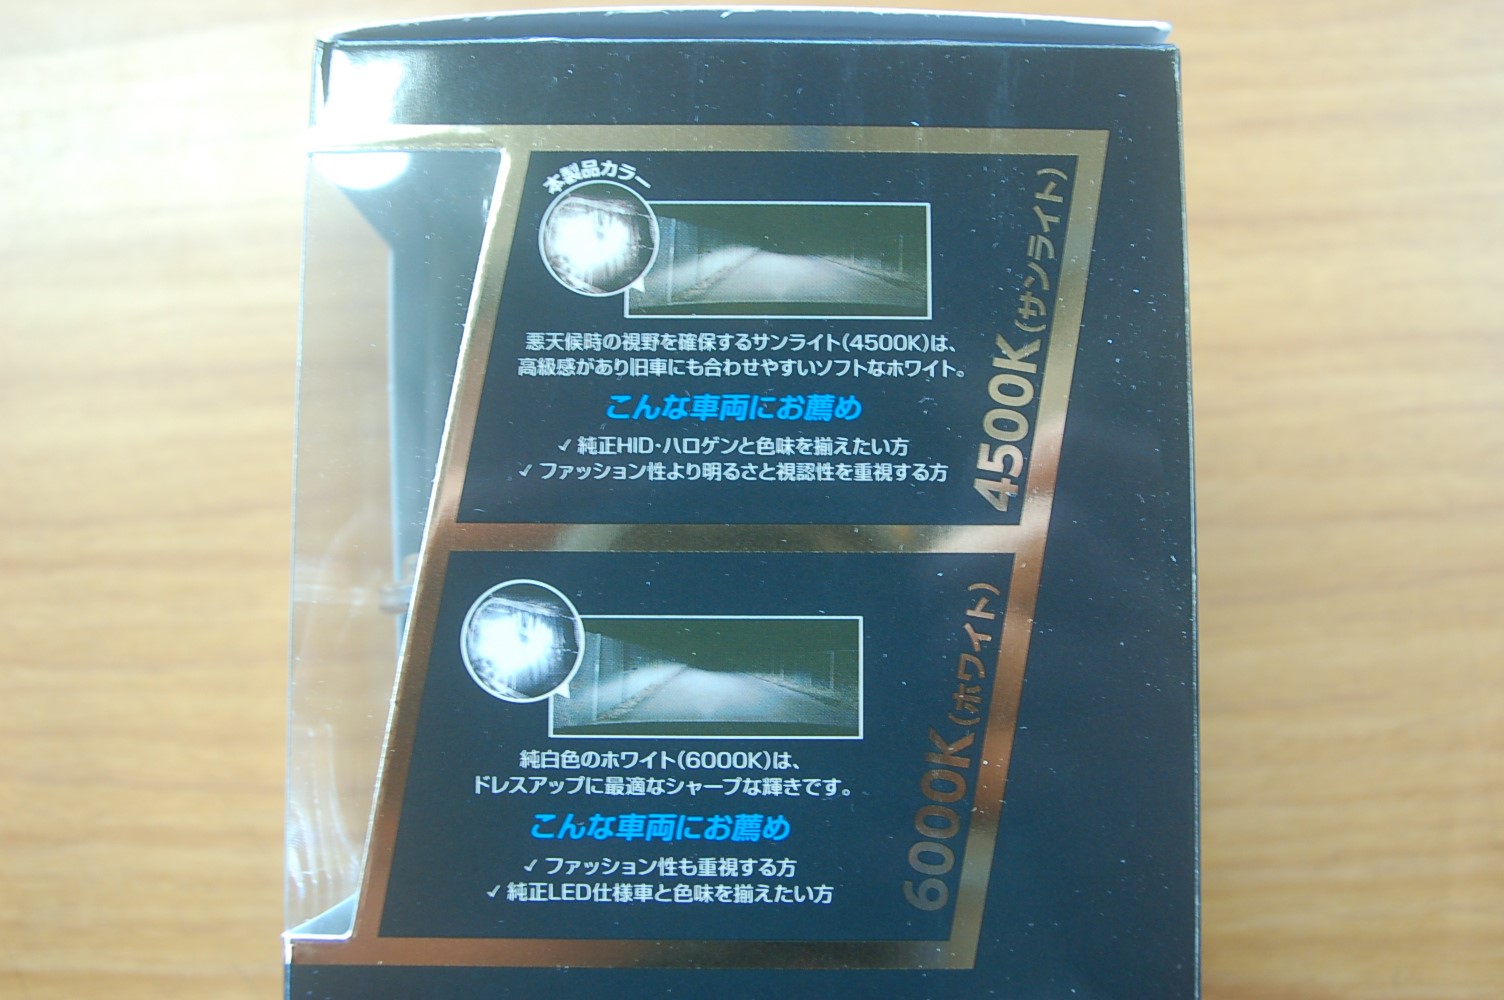 本製品カラー
悪天候時の視野を確保するサンライト(4500K)は、
高級感があり旧車にも合わせやすいソフトなホワイト。
こんな車両にお薦め
✓ 純正HID・ハロゲンと色味を揃えたい方
✓ ファッション性より明るさと視認性を重視する方
4500K(サンライト)
純白色のホワイト(6000K)は、
ドレスアップに最適なシャープな輝きです。
こんな車両にお薦め
✓ ファッション性も重視する方
✓ 純正LED仕様車と色味を揃えたい方
6000K(ホワイト)